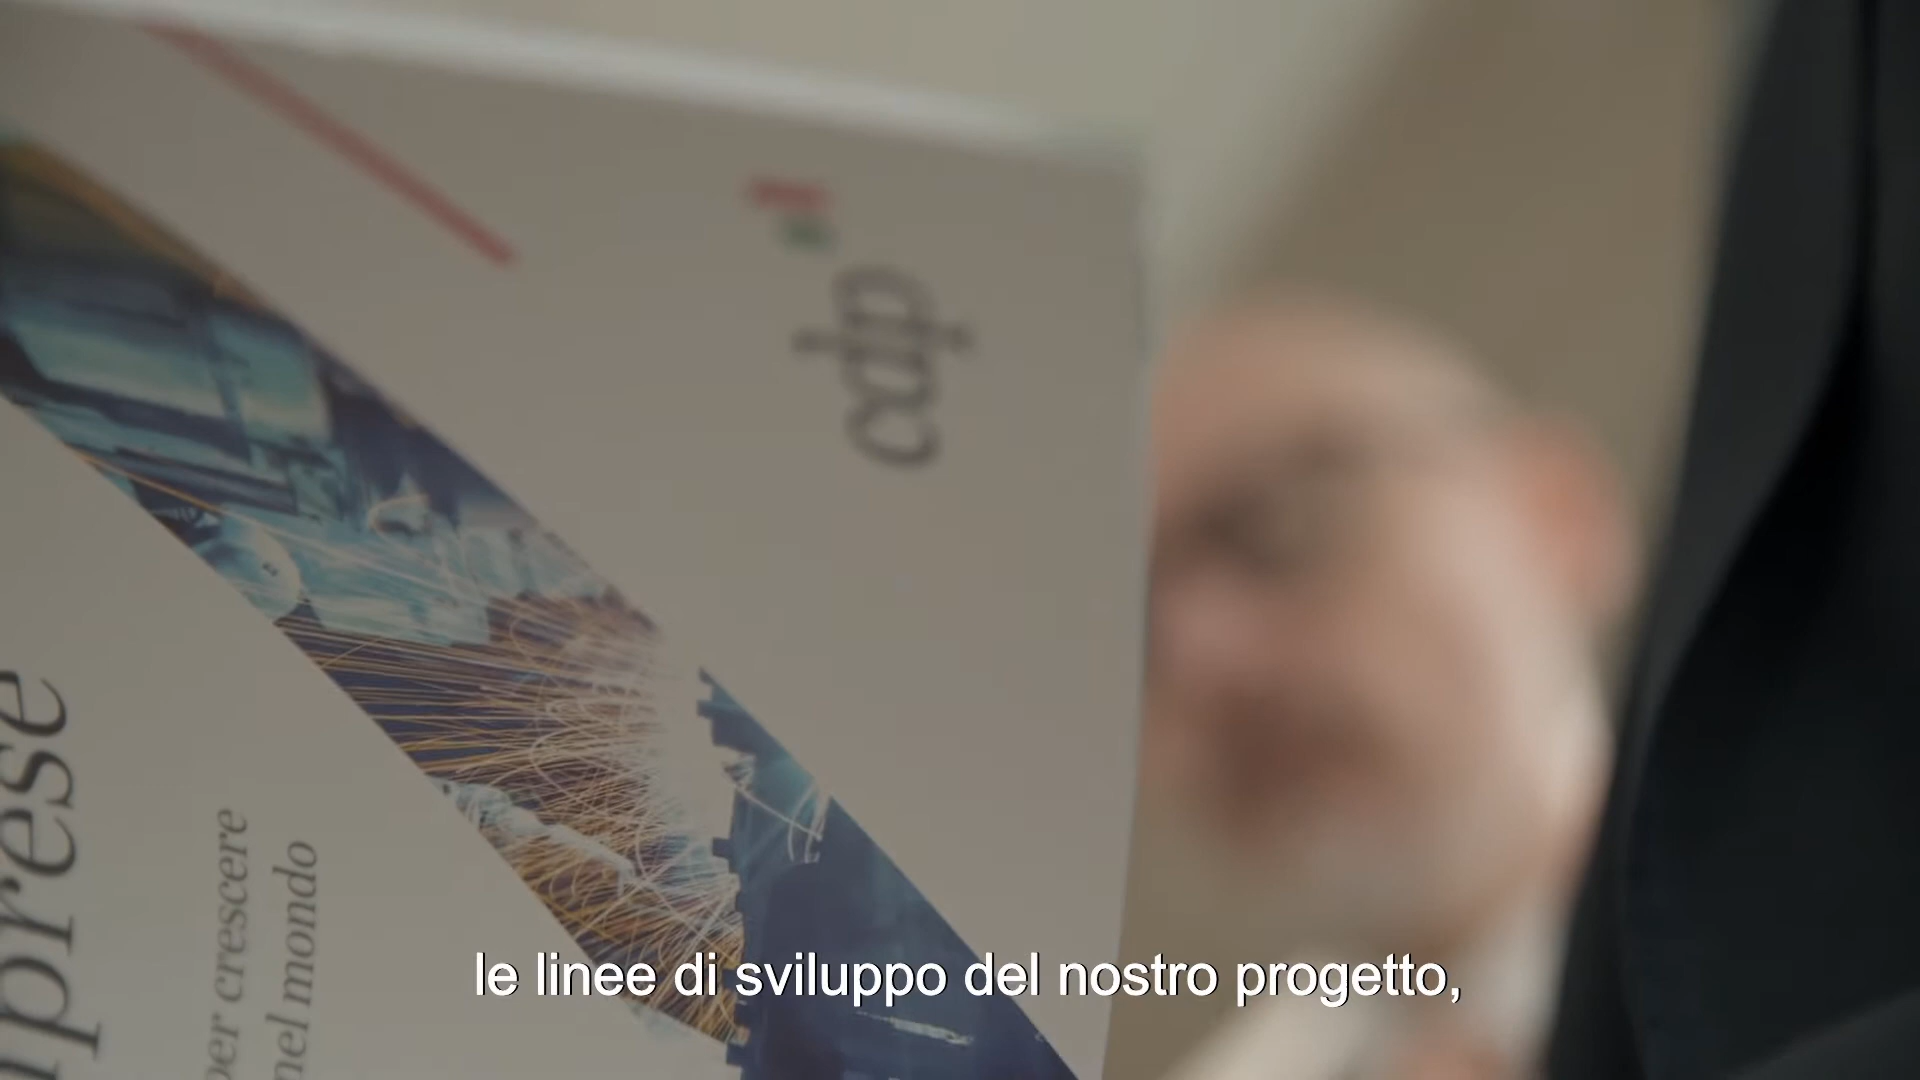 cdp
prese
per crescere
nel mondo
le linee di sviluppo del nostro progetto,